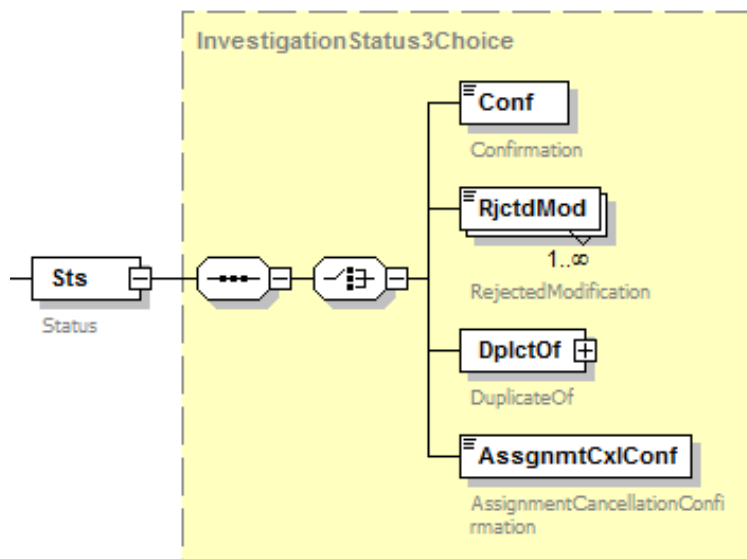 InvestigationStatus3Choice
Conf
Confirmation
RjctdMod
1..∞
RejectedModification
Sts
Status
DplctOf
DuplicateOf
AssgnmtCxlConf
AssignmentCancellationConfi
rmation